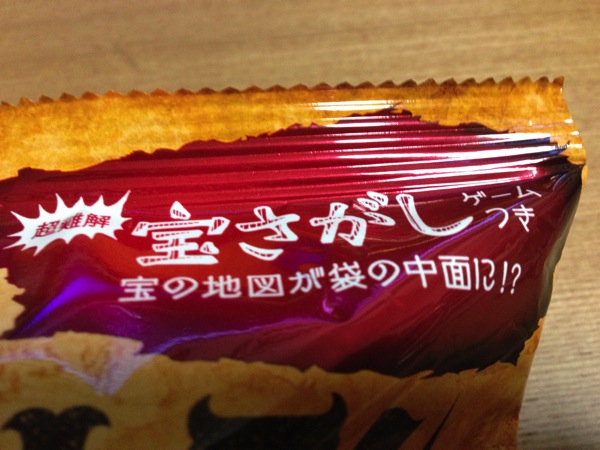 超難解
宝さがし
ゲーム
つき
宝の地図が袋の中面に!?